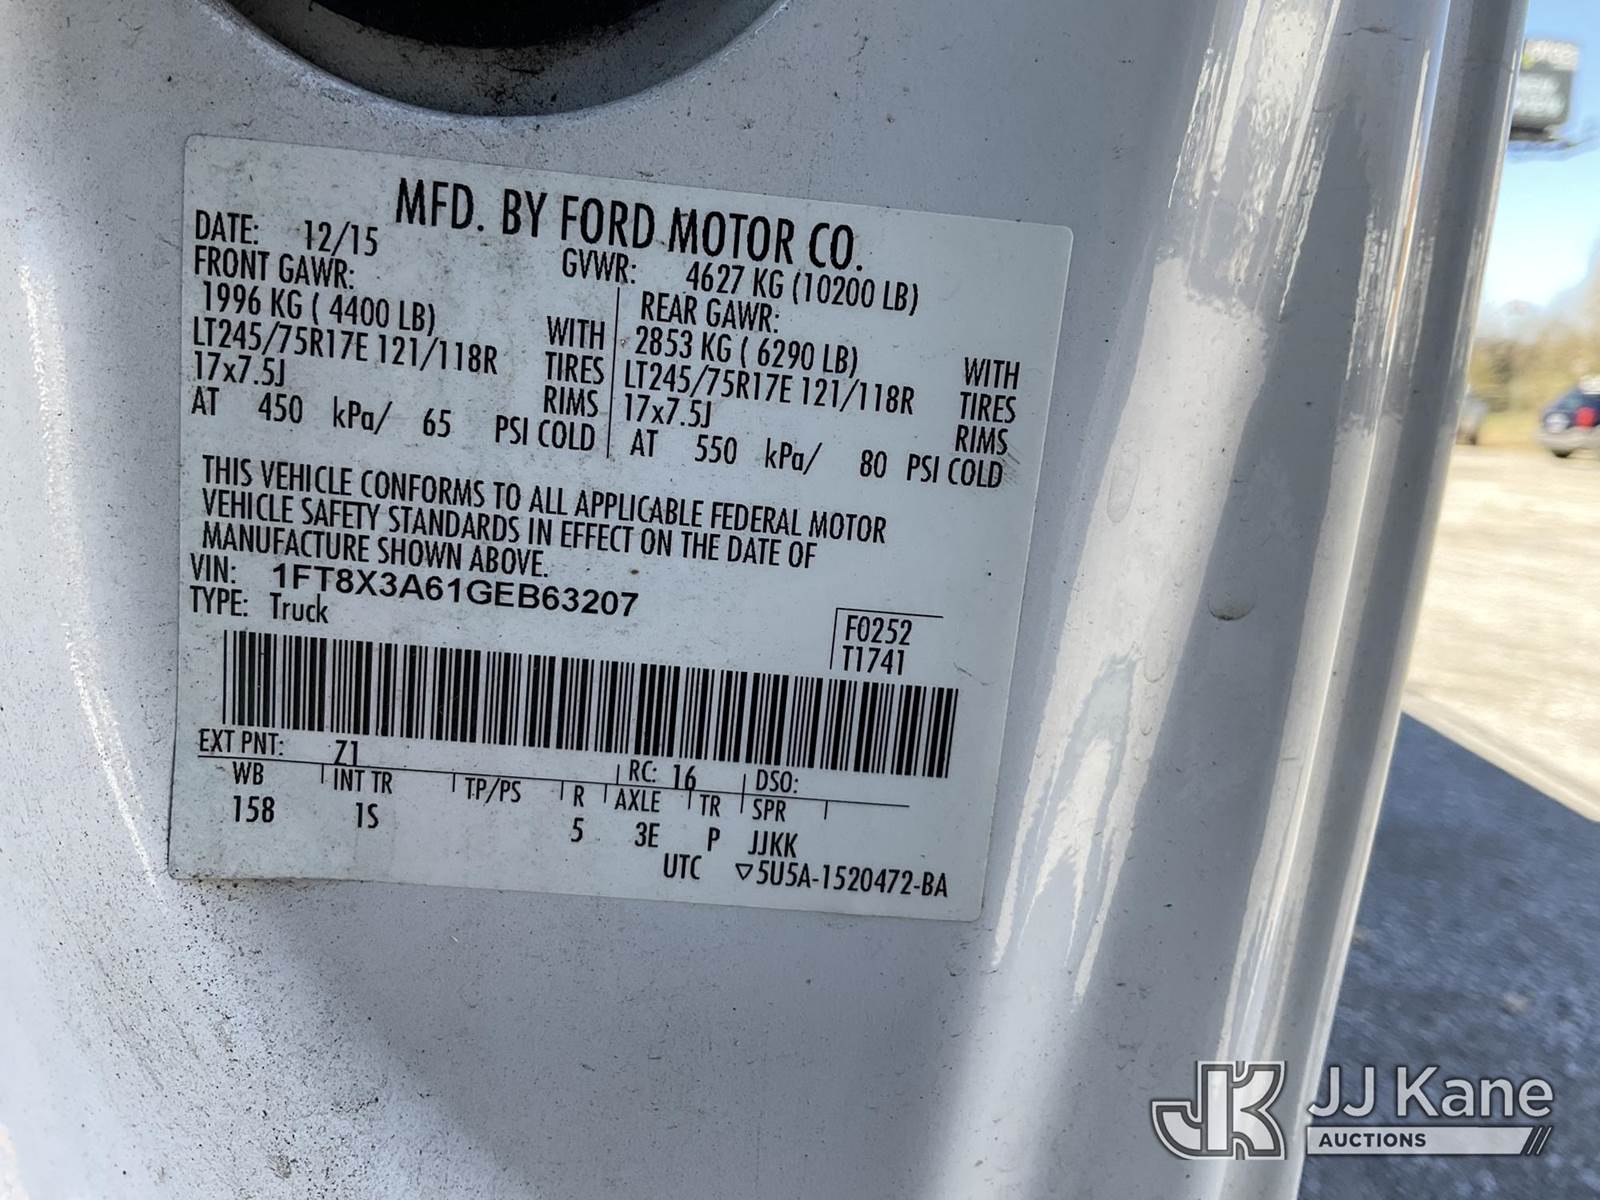 MFD. BY FORD MOTOR CO.
DATE: 12/15 GVWR: 4627 KG (10200 LB)
FRONT GAWR: REAR GAWR:
1996 KG ( 4400 LB) WITH 2853 KG ( 6290 LB) WITH
LT245/75R17E 121/118R TIRES LT245/75R17E 121/118R TIRES
17x7.5J RIMS 17x7.5J RIMS
AT 450 kPa/ 65 PSI COLD AT 550 kPa/ 80 PSI COLD
THIS VEHICLE CONFORMS TO ALL APPLICABLE FEDERAL MOTOR
VEHICLE SAFETY STANDARDS IN EFFECT ON THE DATE OF
MANUFACTURE SHOWN ABOVE.
VIN: 1FT8X3A61GEB63207
TYPE: Truck
F0252
T1741
EXT PNT: Z1 RC: 16 DSO:
WB INT TR TP/PS R AXLE TR SPR
158 1S 5 3E P JJKK
UTC ▽5U5A-1520472-BA
JK JJ Kane
AUCTIONS